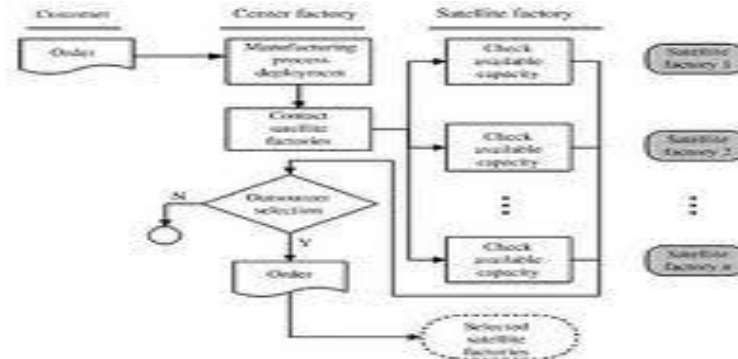 Customer
Center factory
Satellite factory
Order
Manufacturing
process
deployment
Check
available
capacity
Satellite
factory 1
Contact
satellite
factories
Check
available
capacity
Satellite
factory 2
N
Outsourcer
selection
Y
Order
Check
available
capacity
Satellite
factory n
Selected
satellite
factories